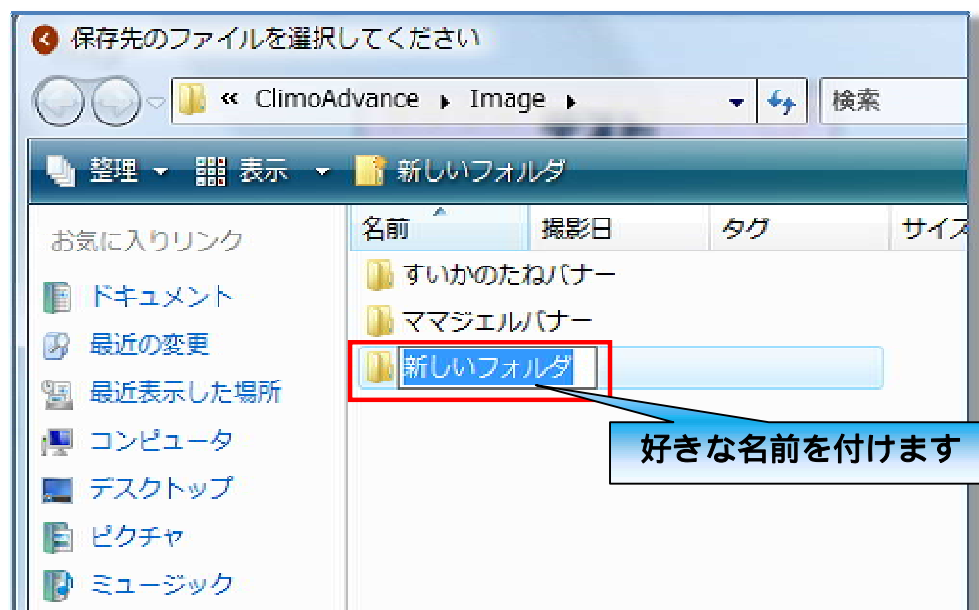 保存先のファイルを選択してください
« ClimoAdvance ▸ Image ▸ 検索
整理 表示 新しいフォルダ
お気に入りリンク
ドキュメント
最近の変更
最近表示した場所
コンピュータ
デスクトップ
ピクチャ
ミュージック
名前 撮影日 タグ サイズ
すいかのたねバナー
ママジェルバナー
新しいフォルダ
好きな名前を付けます